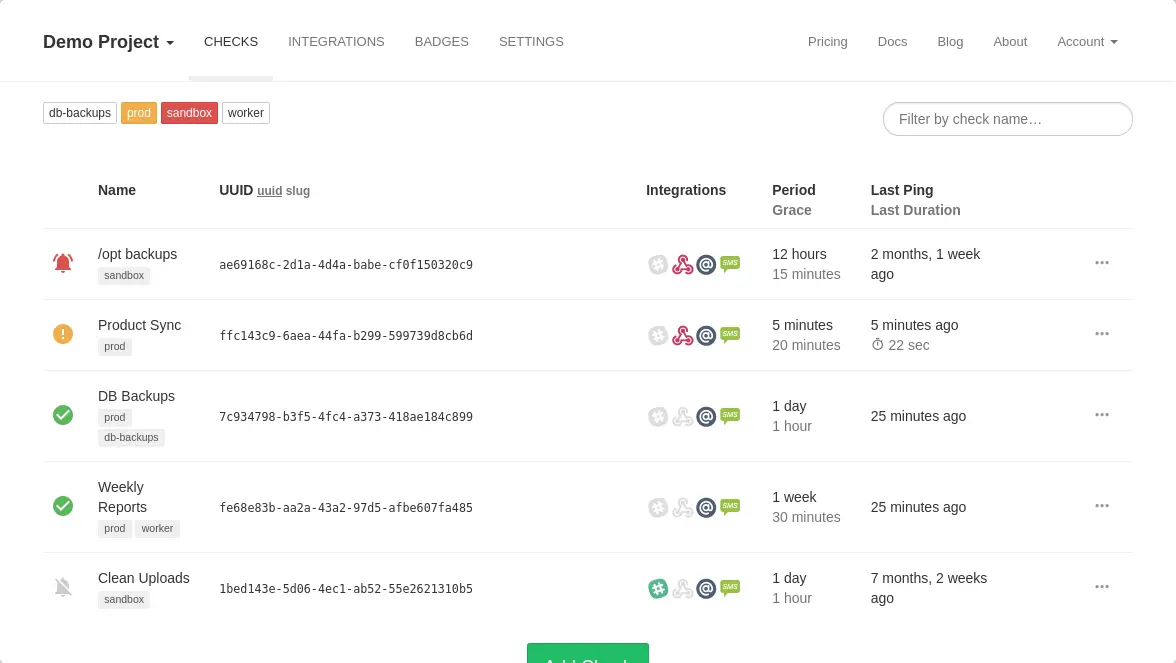 Demo Project CHECKS INTEGRATIONS BADGES SETTINGS Pricing Docs Blog About Account
db-backups prod sandbox worker Filter by check name…
Name UUID uuid slug Integrations Period Last Ping
Grace Last Duration
/opt backups
sandbox
ae69168c-2d1a-4d4a-babe-cf0f150320c9
SMS
12 hours
15 minutes
2 months, 1 week
ago
Product Sync
prod
ffc143c9-6aea-44fa-b299-599739d8cb6d
SMS
5 minutes
20 minutes
5 minutes ago
22 sec
DB Backups
prod
db-backups
7c934798-b3f5-4fc4-a373-418ae184c899
SMS
1 day
1 hour
25 minutes ago
Weekly
Reports
prod worker
fe68e83b-aa2a-43a2-97d5-afbe607fa485
SMS
1 week
30 minutes
25 minutes ago
Clean Uploads
sandbox
1bed143e-5d06-4ec1-ab52-55e2621310b5
SMS
1 day
1 hour
7 months, 2 weeks
ago
Add Check